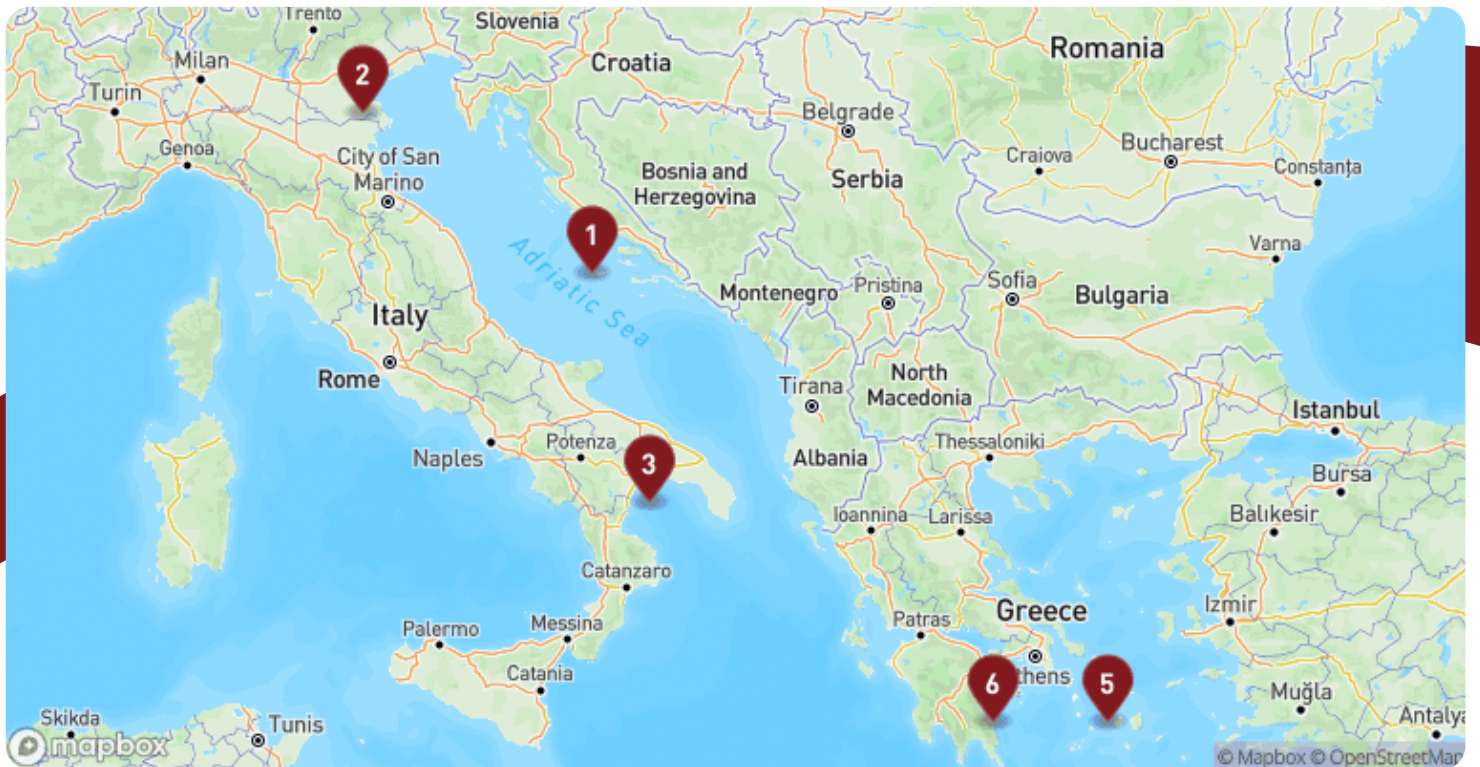 Trento
Slovenia
Romania
Milan
2
Croatia
Turin
Belgrade
Bucharest
Genoa
City of San
Marino
Craiova
Constanța
Bosnia and
Herzegovina
Serbia
1
Varna
Adriatic Sea
Montenegro
Pristina
Sofia
Bulgaria
Italy
Rome
Tirana
North
Macedonia
Istanbul
Naples
Potenza
3
Albania
Thessaloniki
Bursa
Ioannina
Larissa
Balıkesir
Catanzaro
Izmir
Greece
Patras
Messina
Palermo
Catania
6
thens
5
Muğla
Skikda
Tunis
Antalya
mapbox
© Mapbox © OpenStreetMap